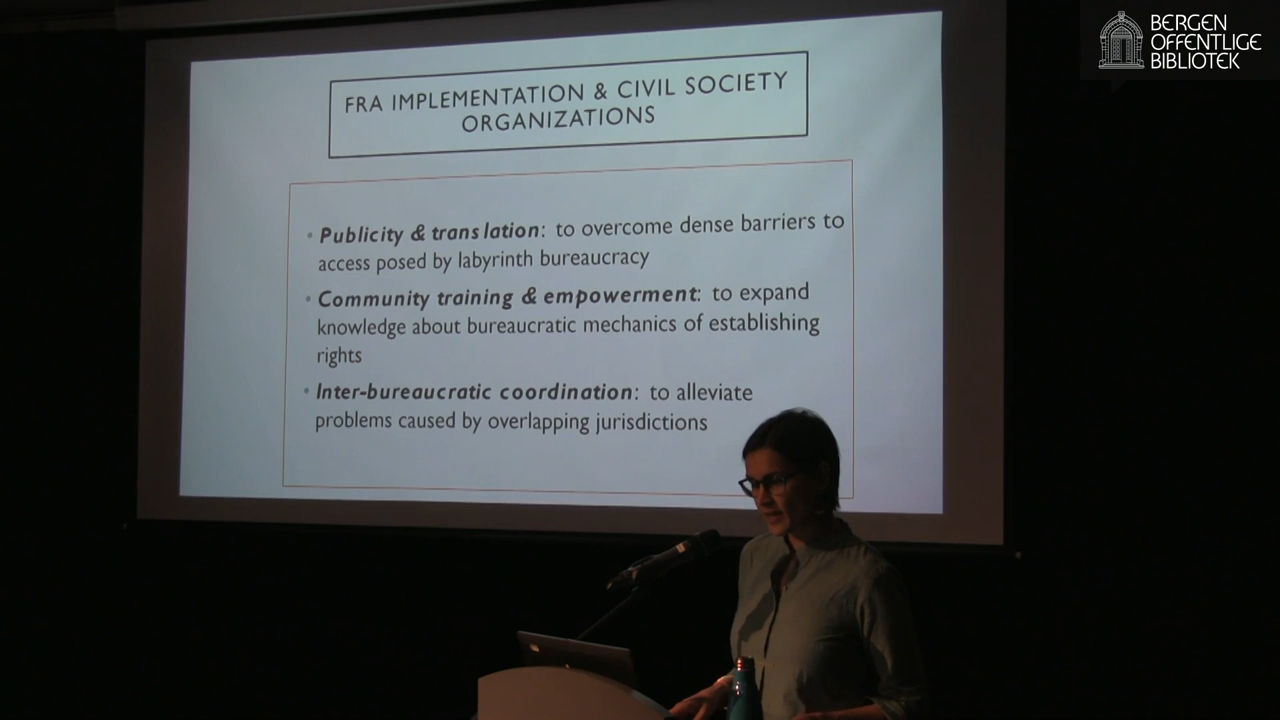 BERGEN
OFFENTLIGE
BIBLIOTEK
FRA IMPLEMENTATION & CIVIL SOCIETY
ORGANIZATIONS
• Publicity & translation: to overcome dense barriers to
access posed by labyrinth bureaucracy
• Community training & empowerment: to expand
knowledge about bureaucratic mechanics of establishing
rights
• Inter-bureaucratic coordination: to alleviate
problems caused by overlapping jurisdictions